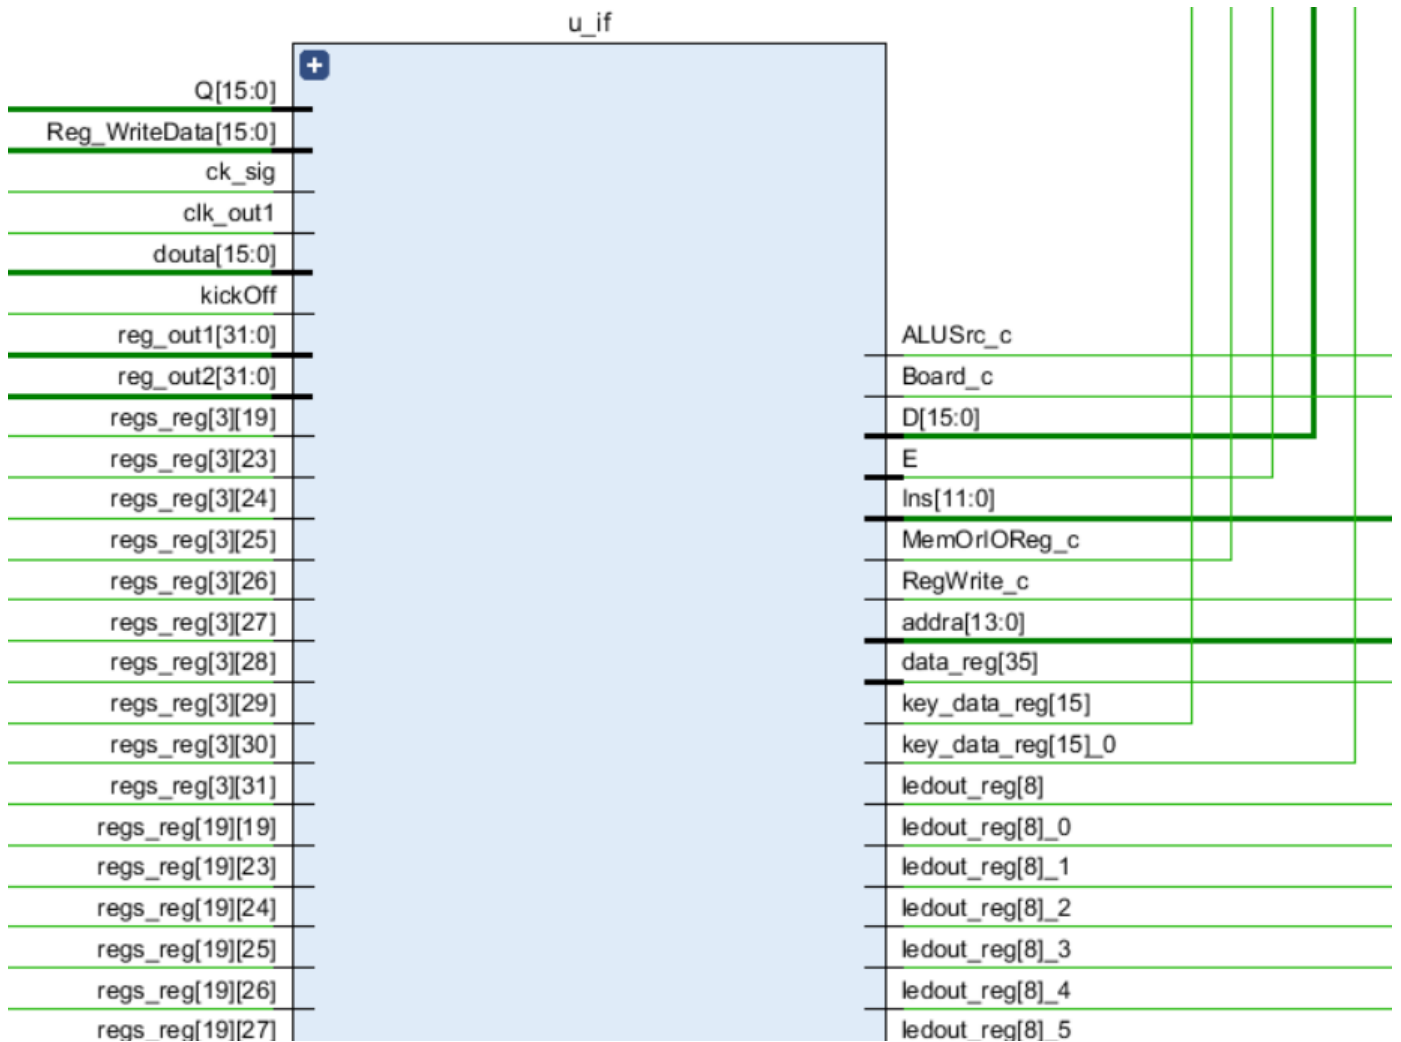 u_if
Q[15:0]
Reg_WriteData[15:0]
ck_sig
clk_out1
douta[15:0]
kickOff
reg_out1[31:0]
reg_out2[31:0]
regs_reg[3][19]
regs_reg[3][23]
regs_reg[3][24]
regs_reg[3][25]
regs_reg[3][26]
regs_reg[3][27]
regs_reg[3][28]
regs_reg[3][29]
regs_reg[3][30]
regs_reg[3][31]
regs_reg[19][19]
regs_reg[19][23]
regs_reg[19][24]
regs_reg[19][25]
regs_reg[19][26]
regs_reg[19][27]
ALUSrc_c
Board_c
D[15:0]
E
Ins[11:0]
MemOrIOReg_c
RegWrite_c
addra[13:0]
data_reg[35]
key_data_reg[15]
key_data_reg[15]_0
ledout_reg[8]
ledout_reg[8]_0
ledout_reg[8]_1
ledout_reg[8]_2
ledout_reg[8]_3
ledout_reg[8]_4
ledout_reg[8]_5